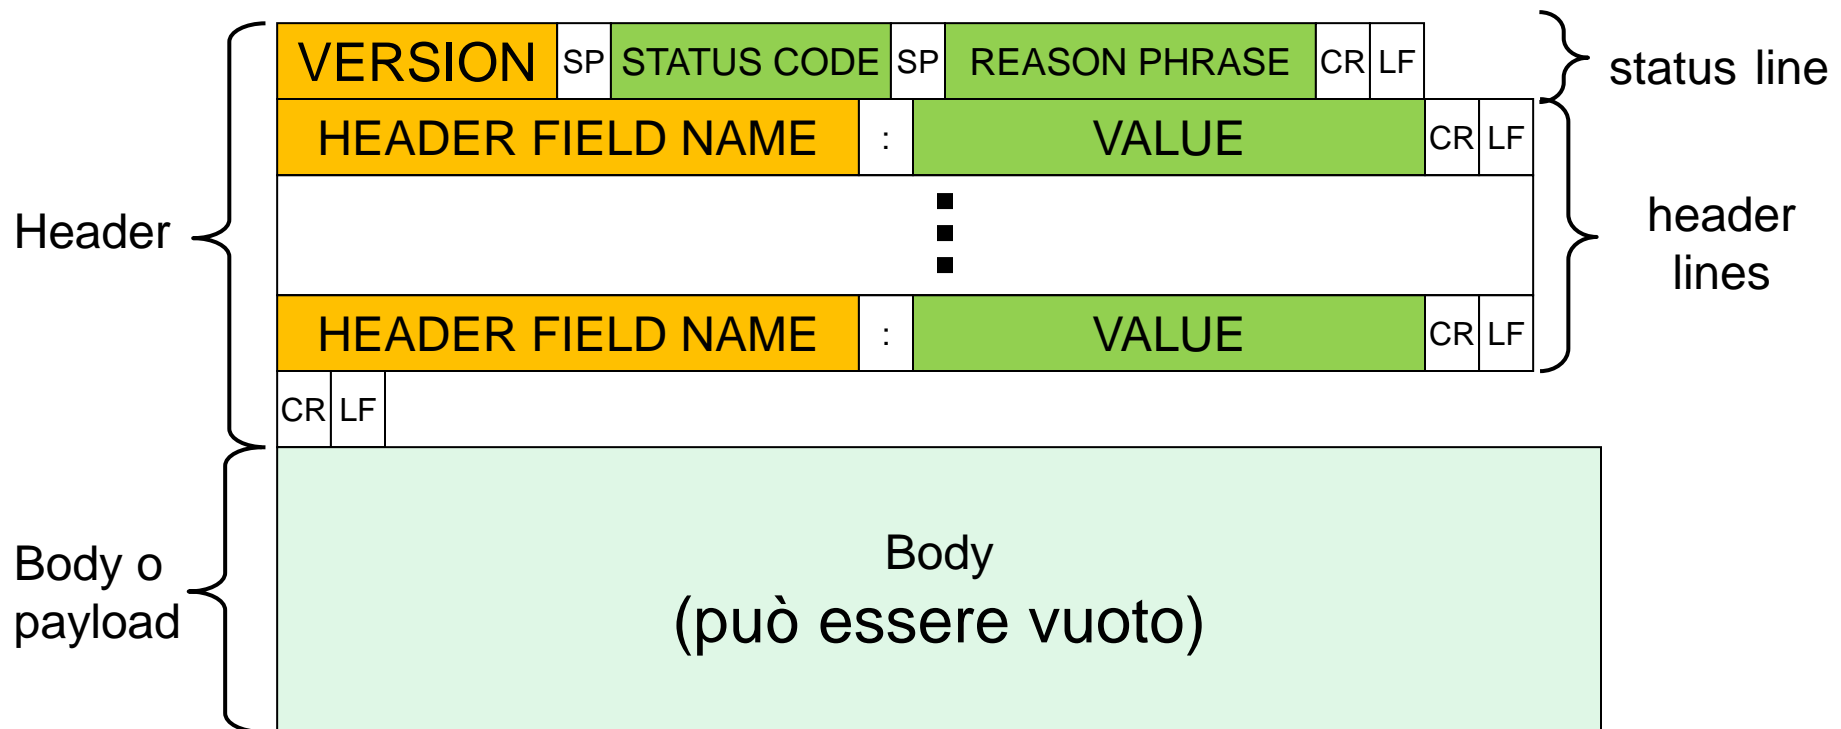 VERSION SP STATUS CODE SP REASON PHRASE CR LF
status line
HEADER FIELD NAME : VALUE CR LF
Header
header
lines
HEADER FIELD NAME : VALUE CR LF
CR LF
Body o
payload
Body
(può essere vuoto)